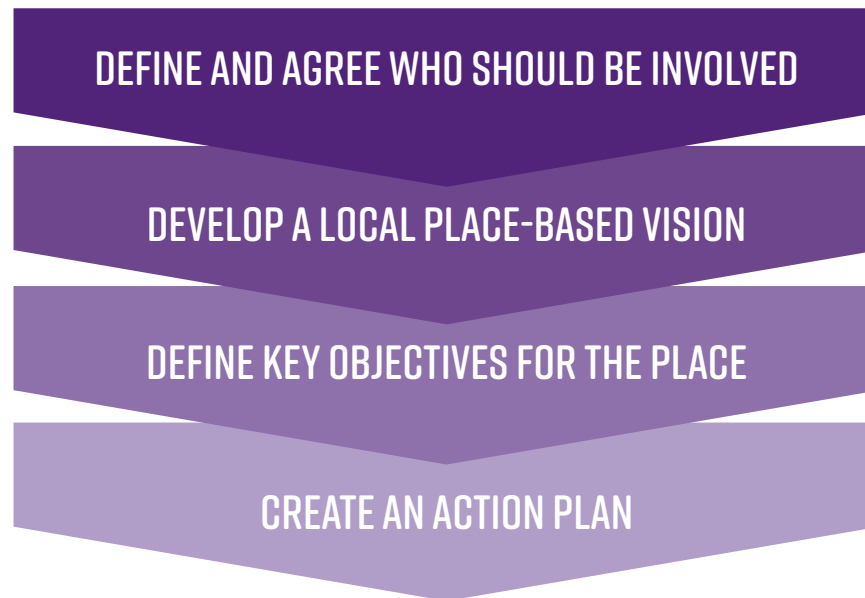 DEFINE AND AGREE WHO SHOULD BE INVOLVED
DEVELOP A LOCAL PLACE-BASED VISION
DEFINE KEY OBJECTIVES FOR THE PLACE
CREATE AN ACTION PLAN